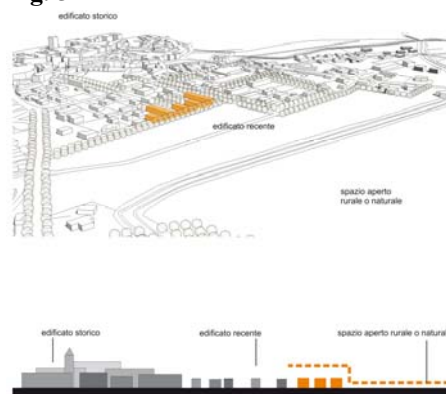 edificato storico
edificato recente
spazio aperto
rurale o naturale
edificato storico
edificato recente
spazio aperto rurale o natural